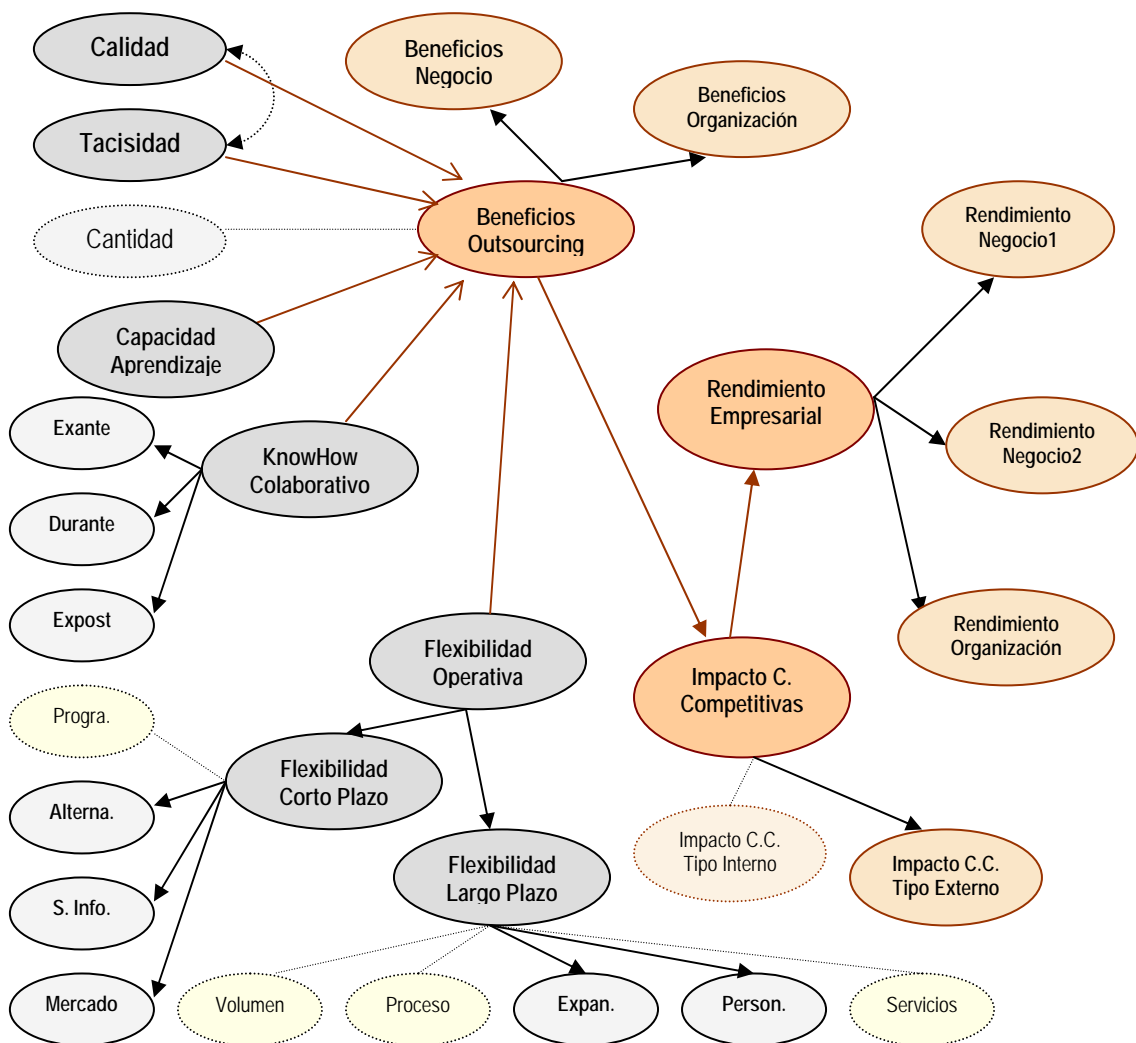 Calidad
Beneficios
Negocio
Beneficios
Organización
Tacisidad
Cantidad
Beneficios
Outsourcing
Rendimiento
Negocio1
Capacidad
Aprendizaje
Rendimiento
Empresarial
Exante
KnowHow
Colaborativo
Rendimiento
Negocio2
Durante
Expost
Flexibilidad
Operativa
Rendimiento
Organización
Impacto C.
Competitivas
Progra.
Flexibilidad
Corto Plazo
Alterna.
Impacto C.C.
Tipo Interno
Flexibilidad
Largo Plazo
Impacto C.C.
Tipo Externo
S. Info.
Mercado
Volumen
Proceso
Expan.
Person.
Servicios